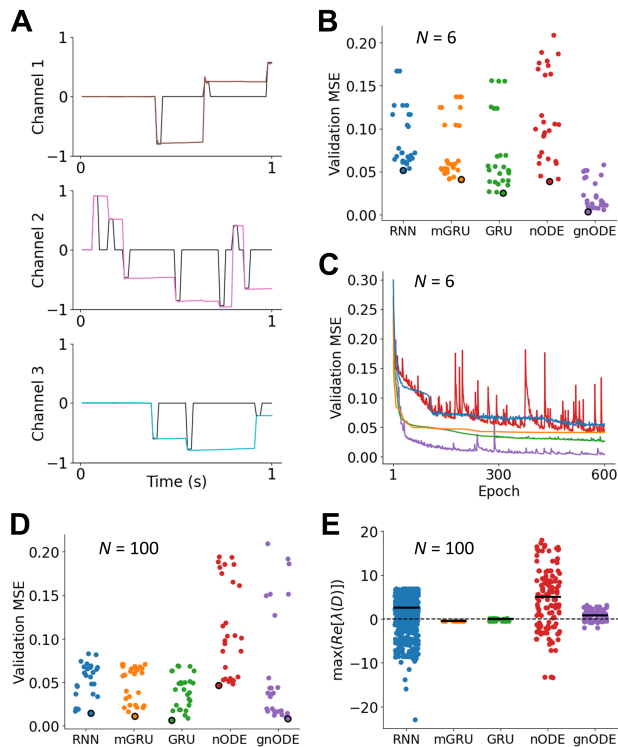 A
1
0
−1
Channel 1
0
1
1
0
−1
Channel 2
0
1
1
0
−1
Channel 3
0
1
Time (s)
B
N = 6
Validation MSE
0.20
0.15
0.10
0.05
0.00
RNN mGRU GRU nODE gnODE
C
N = 6
Validation MSE
0.30
0.25
0.20
0.15
0.10
0.05
0.00
1 300 600
Epoch
D
N = 100
Validation MSE
0.20
0.15
0.10
0.05
0.00
RNN mGRU GRU nODE gnODE
E
N = 100
max(Re[λ(D)])
20
10
0
−10
−20
RNN mGRU GRU nODE gnODE